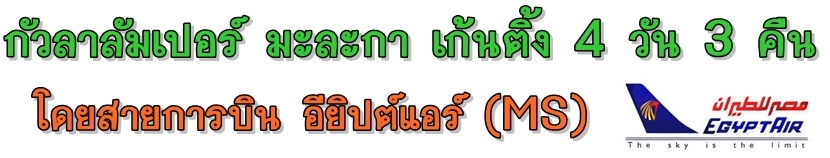 กัวลาลัมเปอร์ มะละกา เก้นติ้ง 4 วัน 3 คืน
โดยสายการบิน อียิปต์แอร์ (MS)
مصر للطيران
EGYPTAIR
The sky is the limit